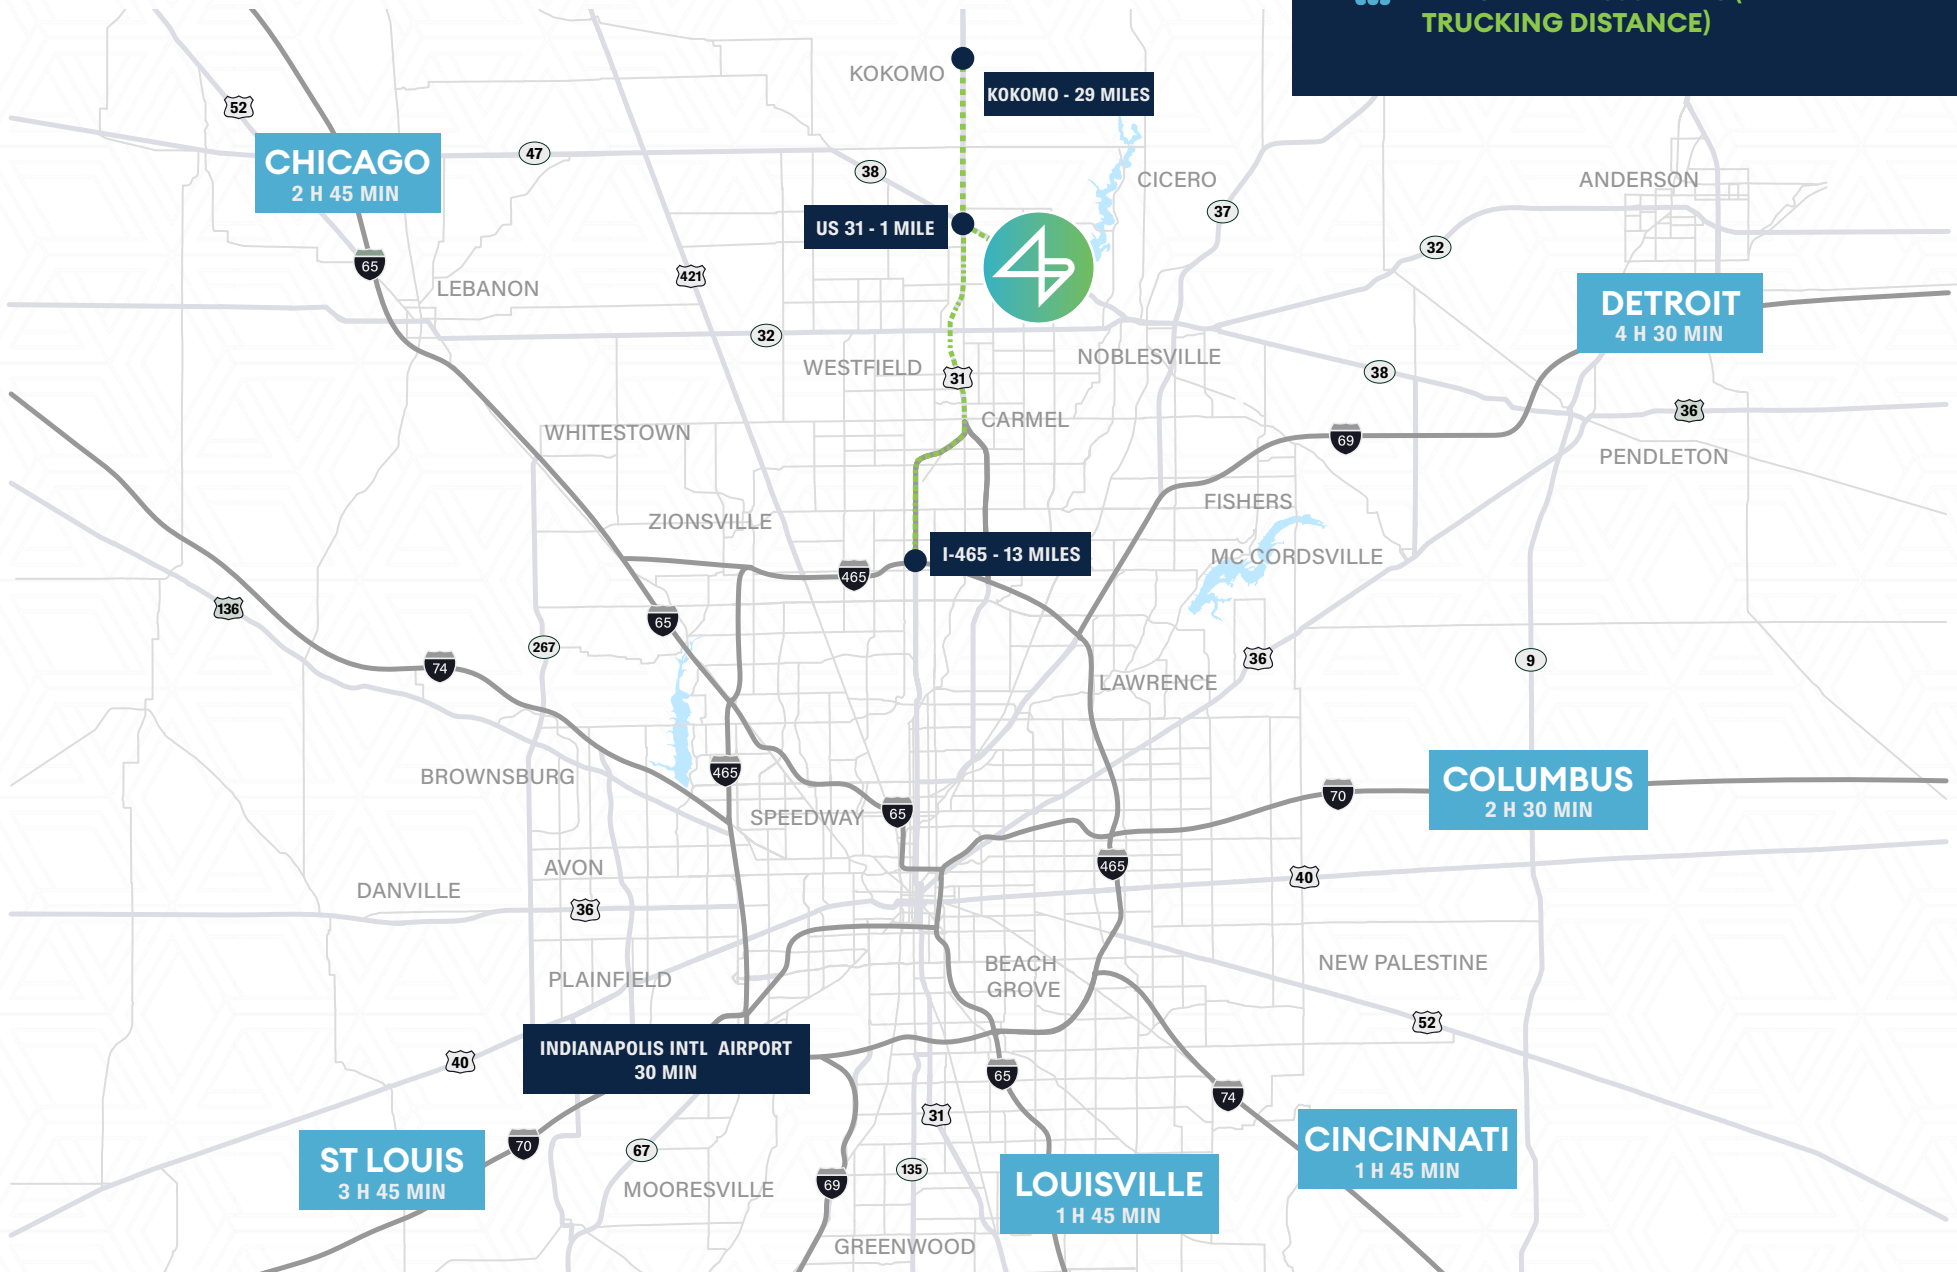 TRUCKING DISTANCE)
KOKOMO
KOKOMO - 29 MILES
52
CHICAGO
2 H 45 MIN
47
38
CICERO
ANDERSON
37
US 31 - 1 MILE
32
65
LEBANON
421
DETROIT
4 H 30 MIN
32
WESTFIELD
NOBLESVILLE
31
38
36
CARMEL
WHITESTOWN
69
PENDLETON
FISHERS
ZIONSVILLE
I-465 - 13 MILES
MC CORDSVILLE
465
136
65
267
74
36
9
LAWRENCE
BROWNSBURG
465
COLUMBUS
2 H 30 MIN
70
SPEEDWAY
65
AVON
465
DANVILLE
40
36
BEACH
GROVE
NEW PALESTINE
PLAINFIELD
52
INDIANAPOLIS INTL AIRPORT
30 MIN
40
65
74
31
CINCINNATI
1 H 45 MIN
70
67
ST LOUIS
3 H 45 MIN
135
69
MOORESVILLE
LOUISVILLE
1 H 45 MIN
GREENWOOD